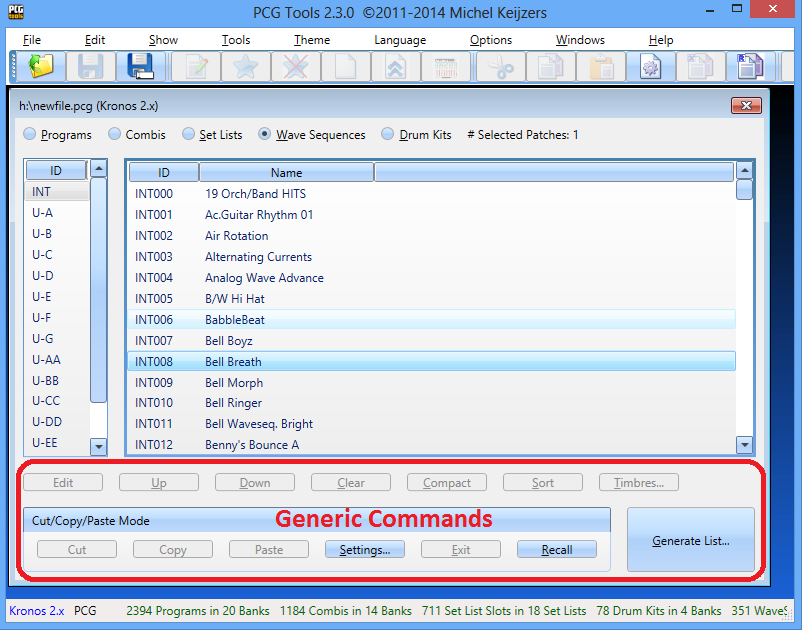 PCG Tools 2.3.0 ©2011-2014 Michel Keijzers
File Edit Show Tools Theme Language Options Windows Help
h:\newfile.pcg (Kronos 2.x)
Programs Combis Set Lists Wave Sequences Drum Kits # Selected Patches: 1
ID ID Name
INT INT000 19 Orch/Band HITS
U-A INT001 Ac.Guitar Rhythm 01
U-B INT002 Air Rotation
U-C INT003 Alternating Currents
U-D INT004 Analog Wave Advance
U-E INT005 B/W Hi Hat
U-F INT006 BabbleBeat
U-G INT007 Bell Boyz
U-AA INT008 Bell Breath
U-BB INT009 Bell Morph
U-CC INT010 Bell Ringer
U-DD INT011 Bell Waveseq. Bright
U-EE INT012 Benny's Bounce A
Edit Up Down Clear Compact Sort Timbres...
Cut/Copy/Paste Mode Generic Commands
Cut Copy Paste Settings... Exit Recall Generate List...
Kronos 2.x PCG 2394 Programs in 20 Banks 1184 Combis in 14 Banks 711 Set List Slots in 18 Set Lists 78 Drum Kits in 4 Banks 351 WaveS